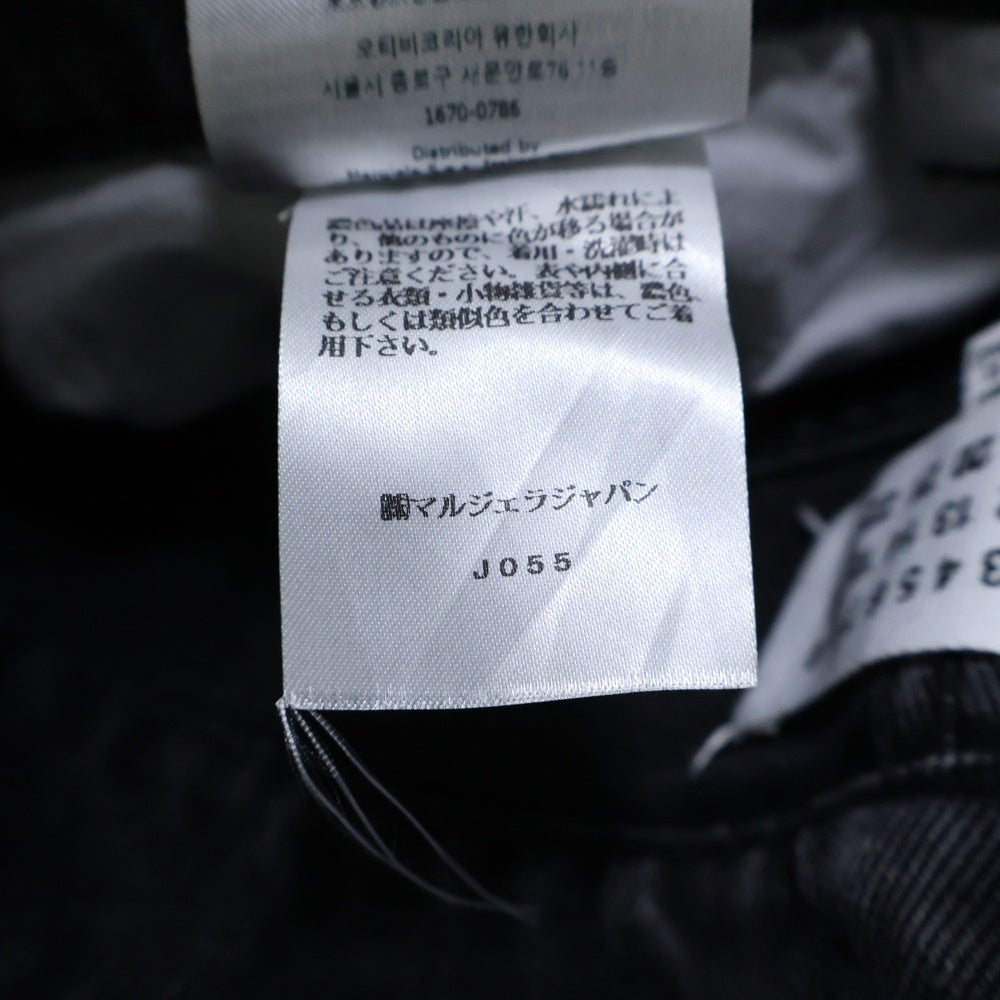 오티비코리아 유한회사
서울시 종로구 새문안로76 11층
1670-0786
Distributed by
濃色品は摩擦や汗、水濡れに上
り、他のものに色が移る場合が
ありますので、着用・洗濯時は
ご注意ください。表や内側に合
せる衣類・小物雑貨等は、濃色
もしくは類似色を合わせてご着
用下さい。
㈱マルジェラジャパン
J055
13
3 4 5 6